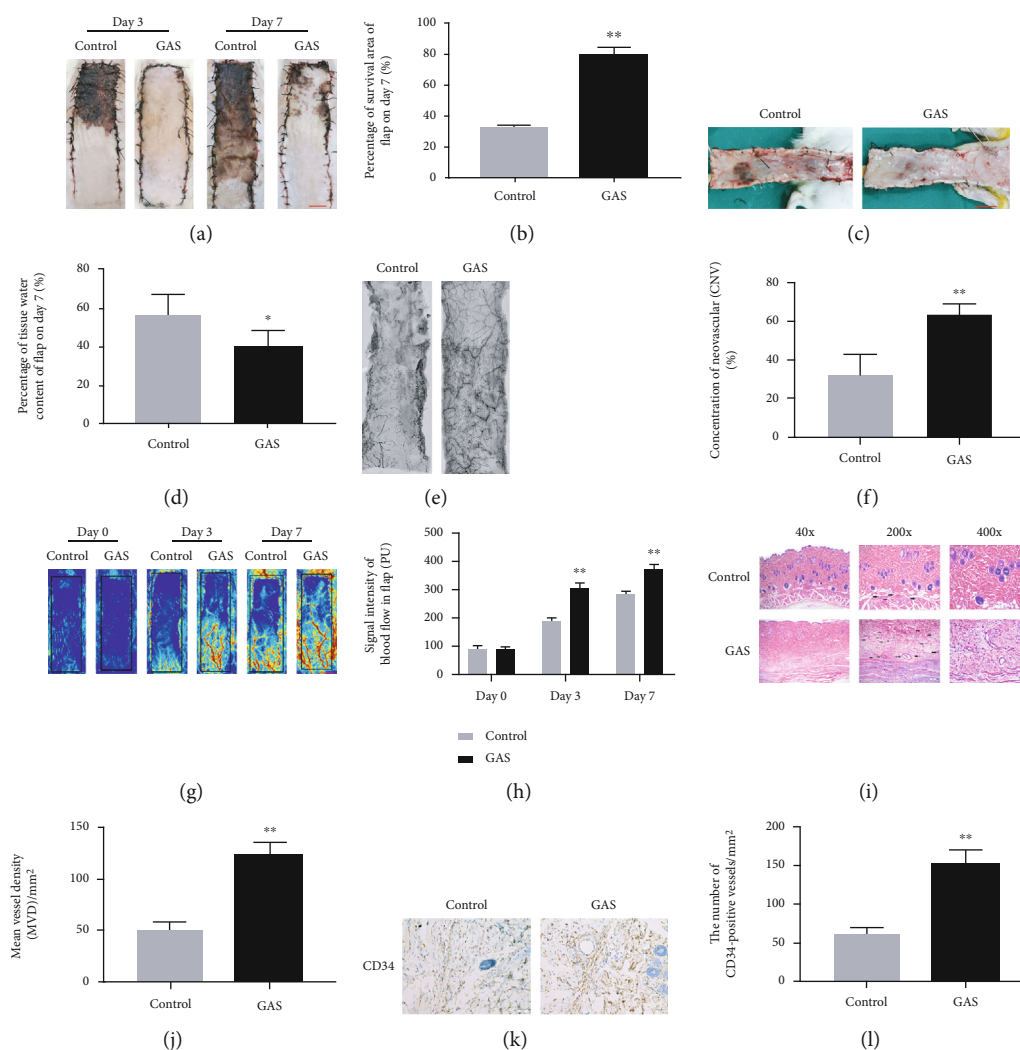 Day 3
Day 7
Control
GAS
Control
GAS
(a)
Percentage of survival area of
flap on day 7 (%)
100
80
60
40
20
0
**
Control
GAS
(b)
Control
GAS
(c)
Percentage of tissue water
content of flap on day 7 (%)
80
60
40
20
0
*
Control
GAS
(d)
Control
GAS
(e)
Concentration of neovascular (CNV)
(%)
80
60
40
20
0
**
Control
GAS
(f)
Day 0
Day 3
Day 7
Control
GAS
Control
GAS
Control
GAS
(g)
Signal intensity of
blood flow in flap (PU)
500
400
300
200
100
0
**
**
Day 0
Day 3
Day 7
Control
GAS
(h)
40x
200x
400x
Control
GAS
(i)
Mean vessel density
(MVD)/mm²
150
100
50
0
**
Control
GAS
(j)
Control
GAS
CD34
(k)
The number of
CD34-positive vessels/mm²
200
150
100
50
0
**
Control
GAS
(l)